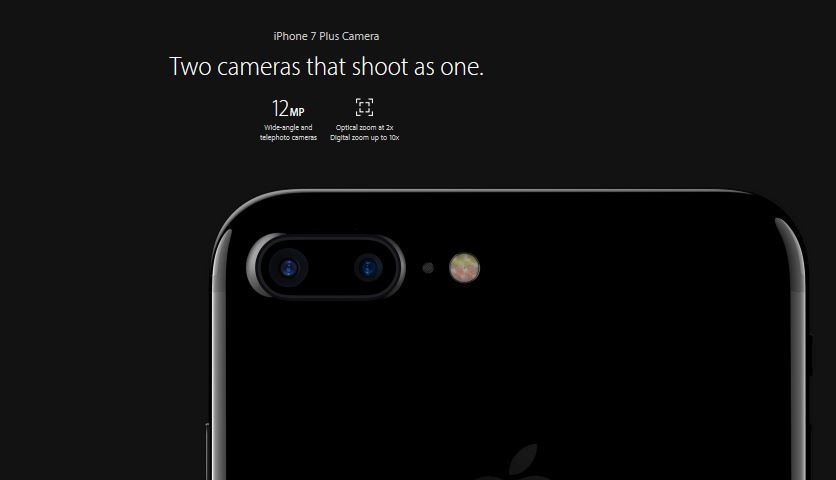 iPhone 7 Plus Camera
Two cameras that shoot as one.
12MP
Wide-angle and
telephoto cameras
Optical zoom at 2x
Digital zoom up to 10x